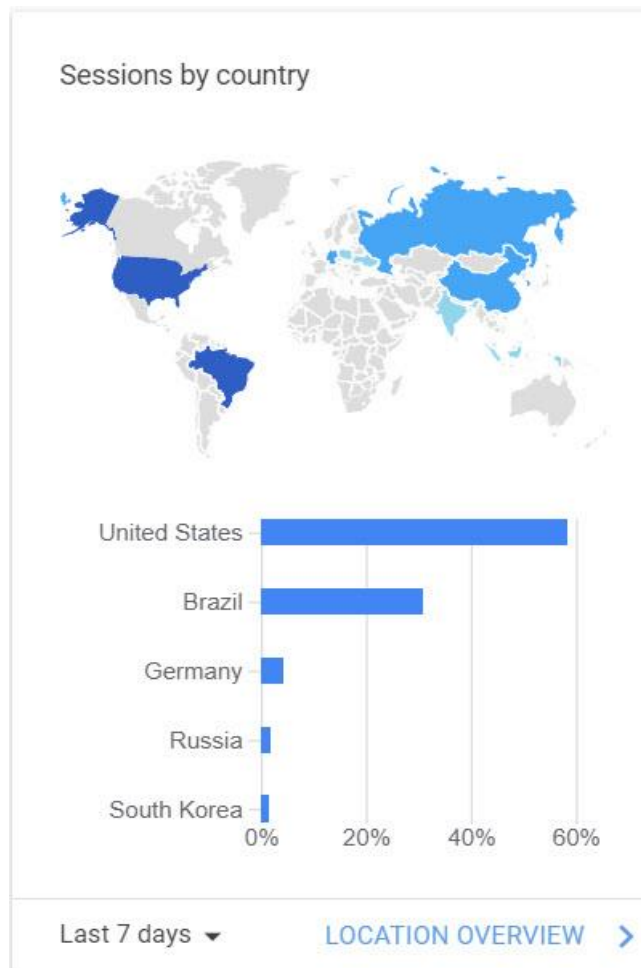 Sessions by country
United States
Brazil
Germany
Russia
South Korea
0% 20% 40% 60%
Last 7 days LOCATION OVERVIEW